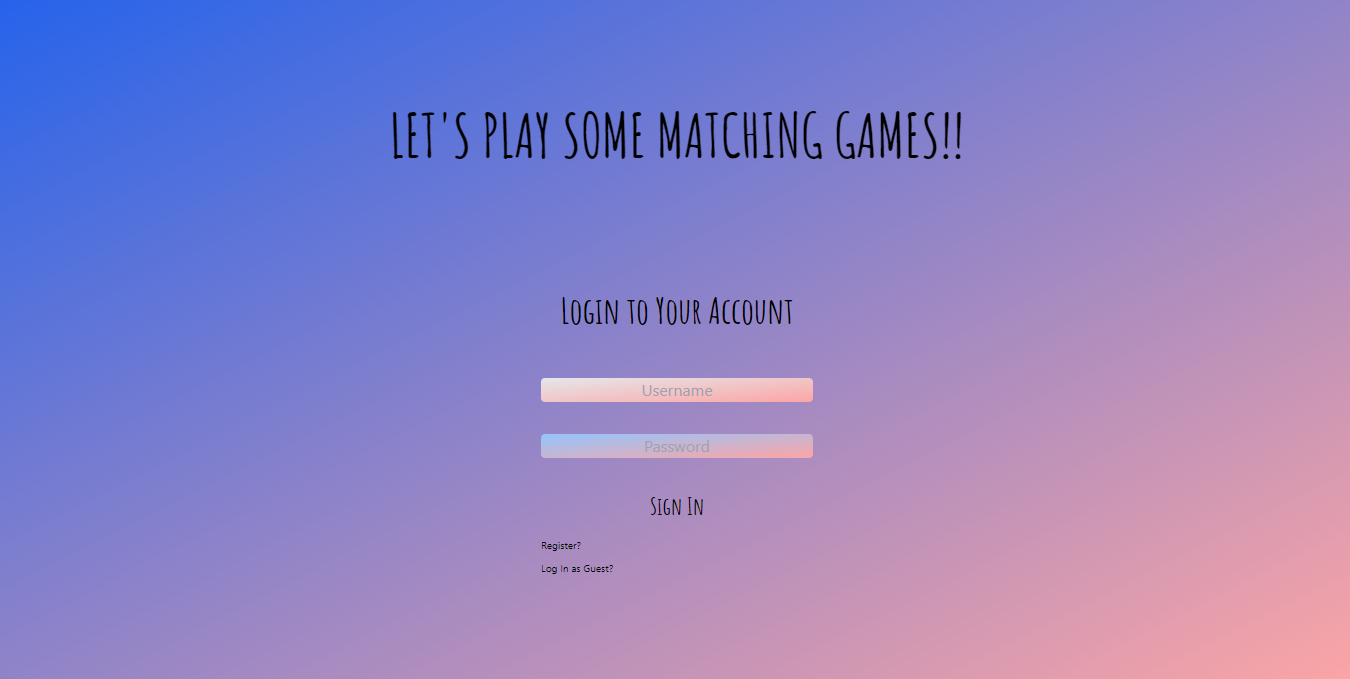 LET'S PLAY SOME MATCHING GAMES!!
Login to Your Account
Username
Password
Sign In
Register?
Log In as Guest?